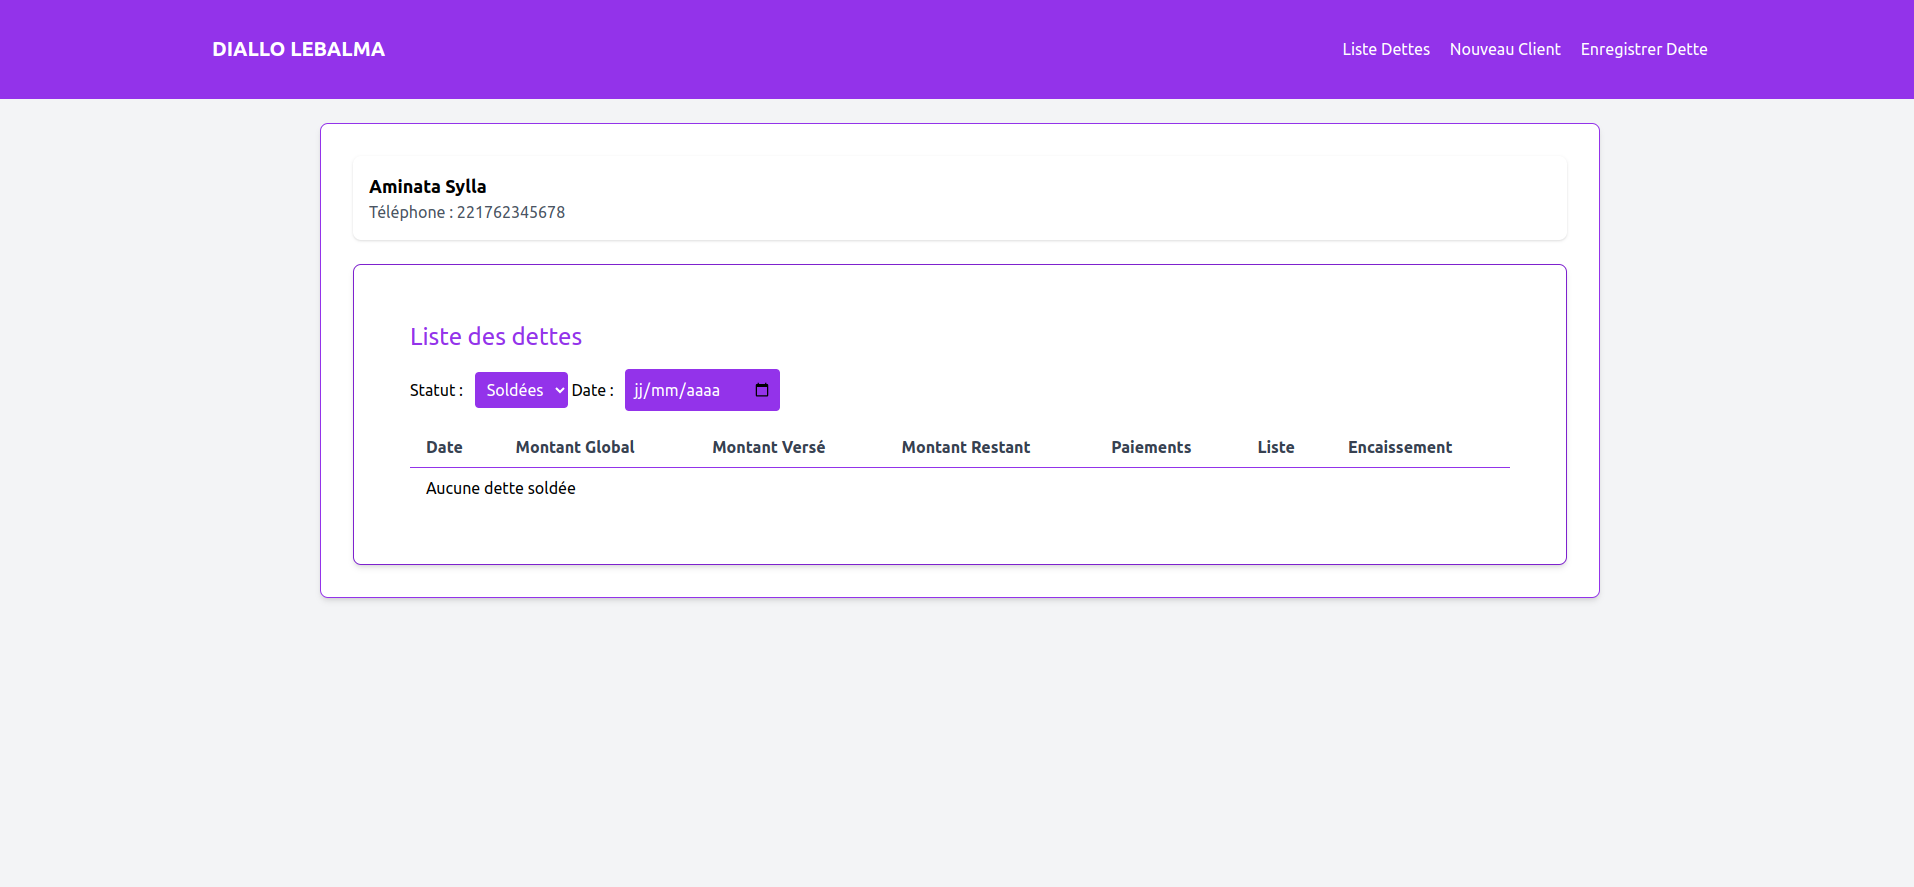 DIALLO LEBALMA
Liste Dettes Nouveau Client Enregistrer Dette
Aminata Sylla
Téléphone : 221762345678
Liste des dettes
Statut : Soldées Date : jj/mm/aaaa
Date Montant Global Montant Versé Montant Restant Paiements Liste Encaissement
Aucune dette soldée